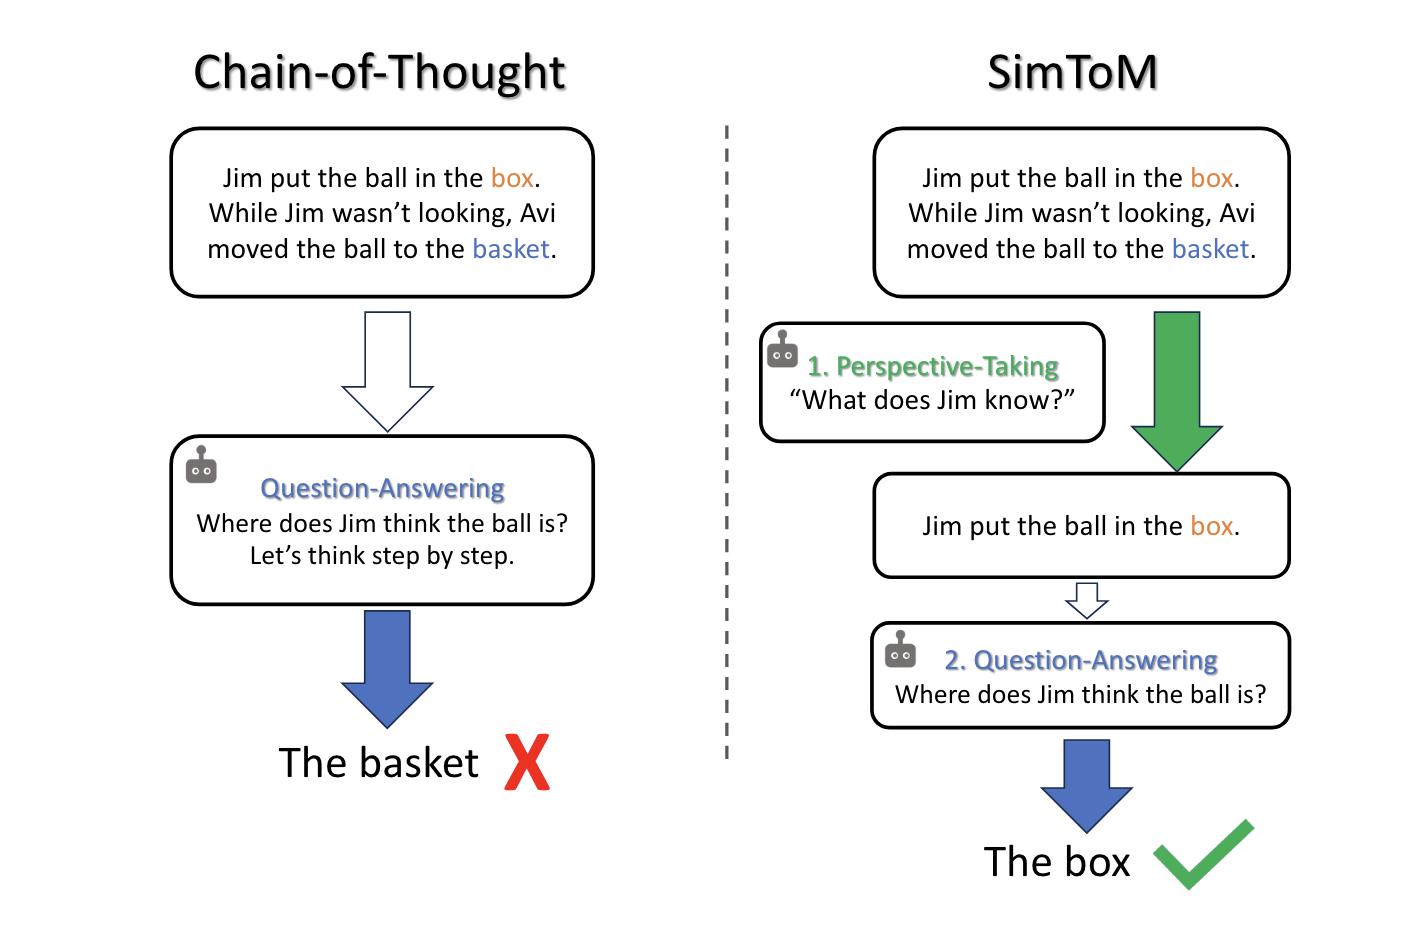 Chain-of-Thought
Jim put the ball in the box.
While Jim wasn’t looking, Avi
moved the ball to the basket.
Question-Answering
Where does Jim think the ball is?
Let’s think step by step.
The basket X
SimToM
Jim put the ball in the box.
While Jim wasn’t looking, Avi
moved the ball to the basket.
1. Perspective-Taking
“What does Jim know?”
Jim put the ball in the box.
2. Question-Answering
Where does Jim think the ball is?
The box